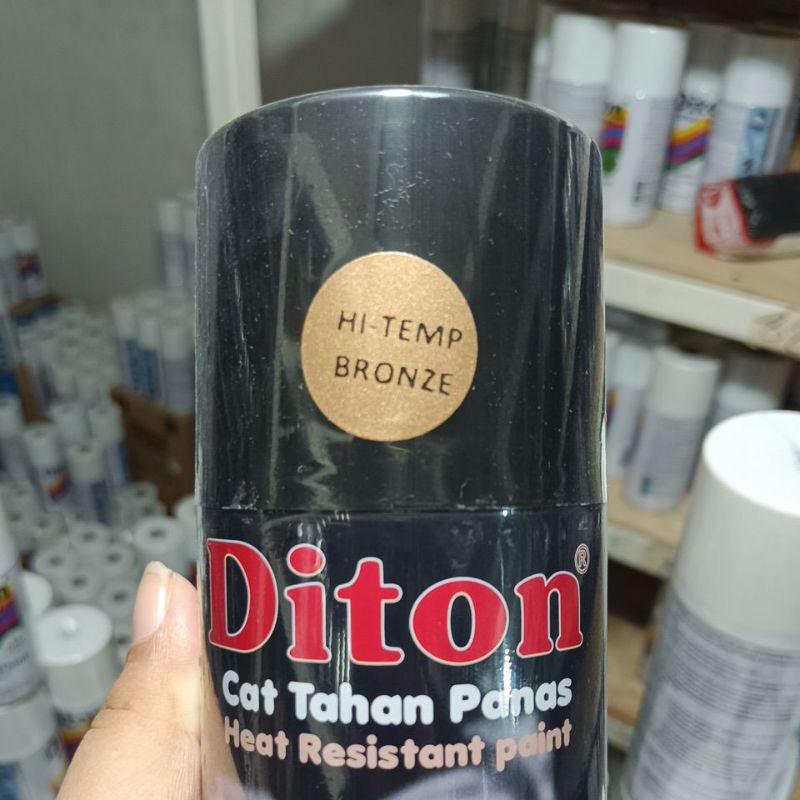 HI-TEMP
BRONZE
Diton®
Cat Tahan Panas
Heat Resistant paint